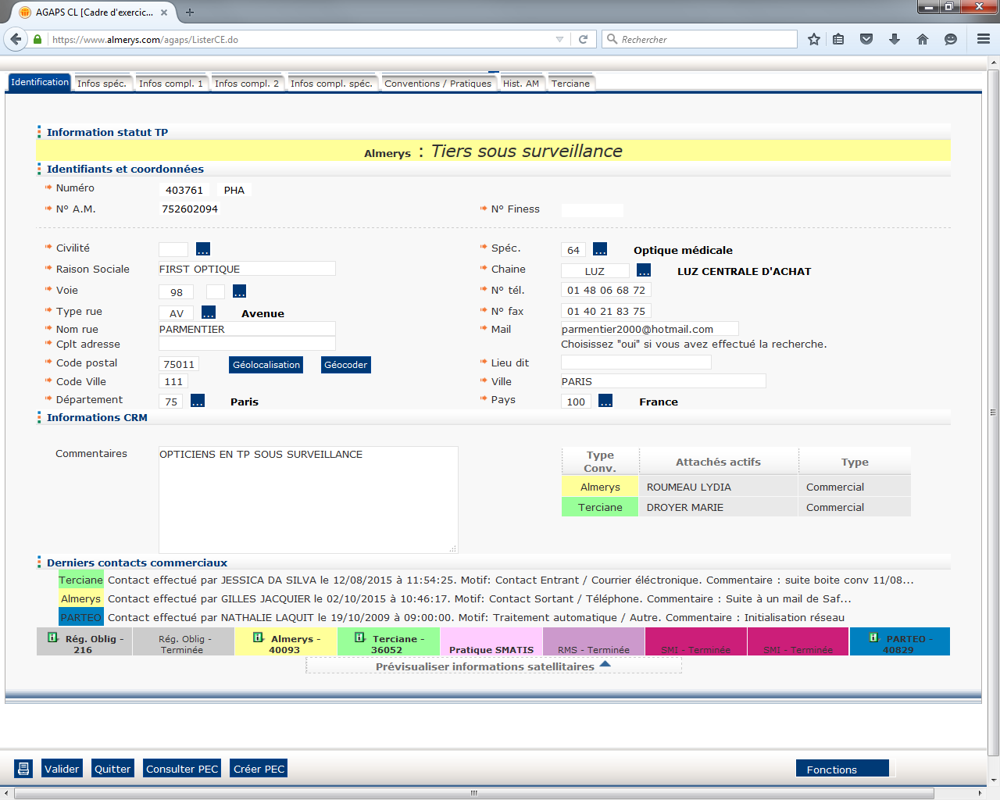 AGAPS CL [Cadre d'exercic...
https://www.almerys.com/agaps/ListerCE.do
Rechercher
Identification Infos spéc. Infos compl. 1 Infos compl. 2 Infos compl. spéc. Conventions / Pratiques Hist. AM Terciane
Information statut TP
Almerys : Tiers sous surveillance
Identifiants et coordonnées
Numéro 403761 PHA
N° A.M. 752602094 N° Finess
Civilité ... Spéc. 64 ... Optique médicale
Raison Sociale FIRST OPTIQUE Chaine LUZ ... LUZ CENTRALE D'ACHAT
Voie 98 ... N° tél. 01 48 06 68 72
Type rue AV ... Avenue N° fax 01 40 21 83 75
Nom rue PARMENTIER Mail parmentier2000@hotmail.com
Cplt adresse Choisissez "oui" si vous avez effectué la recherche.
Code postal 75011 Géolocalisation Géocoder Lieu dit
Code Ville 111 Ville PARIS
Département 75 ... Paris Pays 100 ... France
Informations CRM
Commentaires OPTICIENS EN TP SOUS SURVEILLANCE
Type Conv. Attachés actifs Type
Almerys ROUMEAU LYDIA Commercial
Terciane DROYER MARIE Commercial
Derniers contacts commerciaux
Terciane Contact effectué par JESSICA DA SILVA le 12/08/2015 à 11:54:25. Motif: Contact Entrant / Courrier éléctronique. Commentaire : suite boite conv 11/08...
Almerys Contact effectué par GILLES JACQUIER le 02/10/2015 à 10:46:17. Motif: Contact Sortant / Téléphone. Commentaire : Suite à un mail de Saf...
PARTEO Contact effectué par NATHALIE LAQUIT le 19/10/2009 à 09:00:00. Motif: Traitement automatique / Autre. Commentaire : Initialisation réseau
Rég. Oblig - 216 Rég. Oblig - Terminée Almerys - 40093 Terciane - 36052 Pratique SMATIS RMS - Terminée SMI - Terminée SMI - Terminée PARTEO - 40829
Prévisualiser informations satellitaires
Valider Quitter Consulter PEC Créer PEC Fonctions